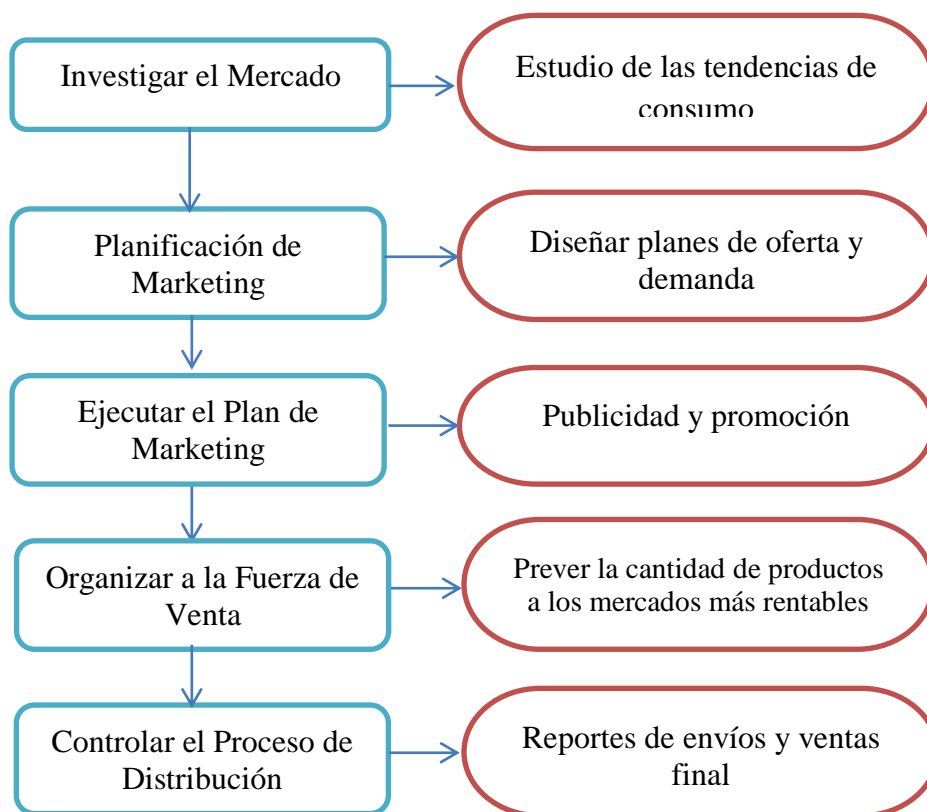 Investigar el Mercado
Estudio de las tendencias de
consumo
Planificación de
Marketing
Diseñar planes de oferta y
demanda
Ejecutar el Plan de
Marketing
Publicidad y promoción
Organizar a la Fuerza de
Venta
Prever la cantidad de productos
a los mercados más rentables
Controlar el Proceso de
Distribución
Reportes de envíos y ventas
final